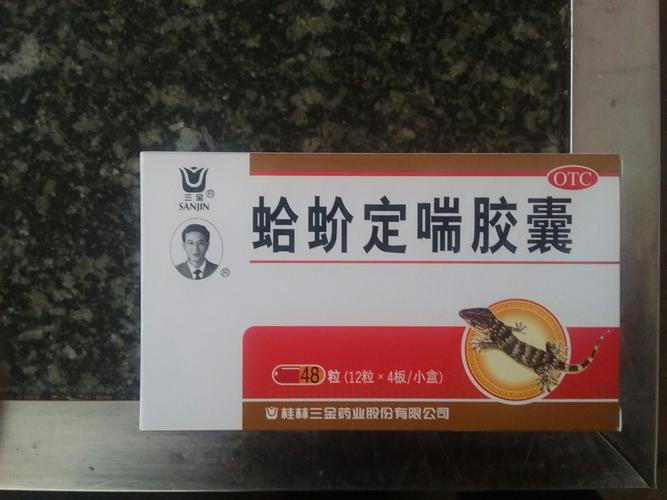 三金®
SANJIN
®
OTC
蛤蚧定喘胶囊
48粒(12粒×4板/小盒)
桂林三金药业股份有限公司